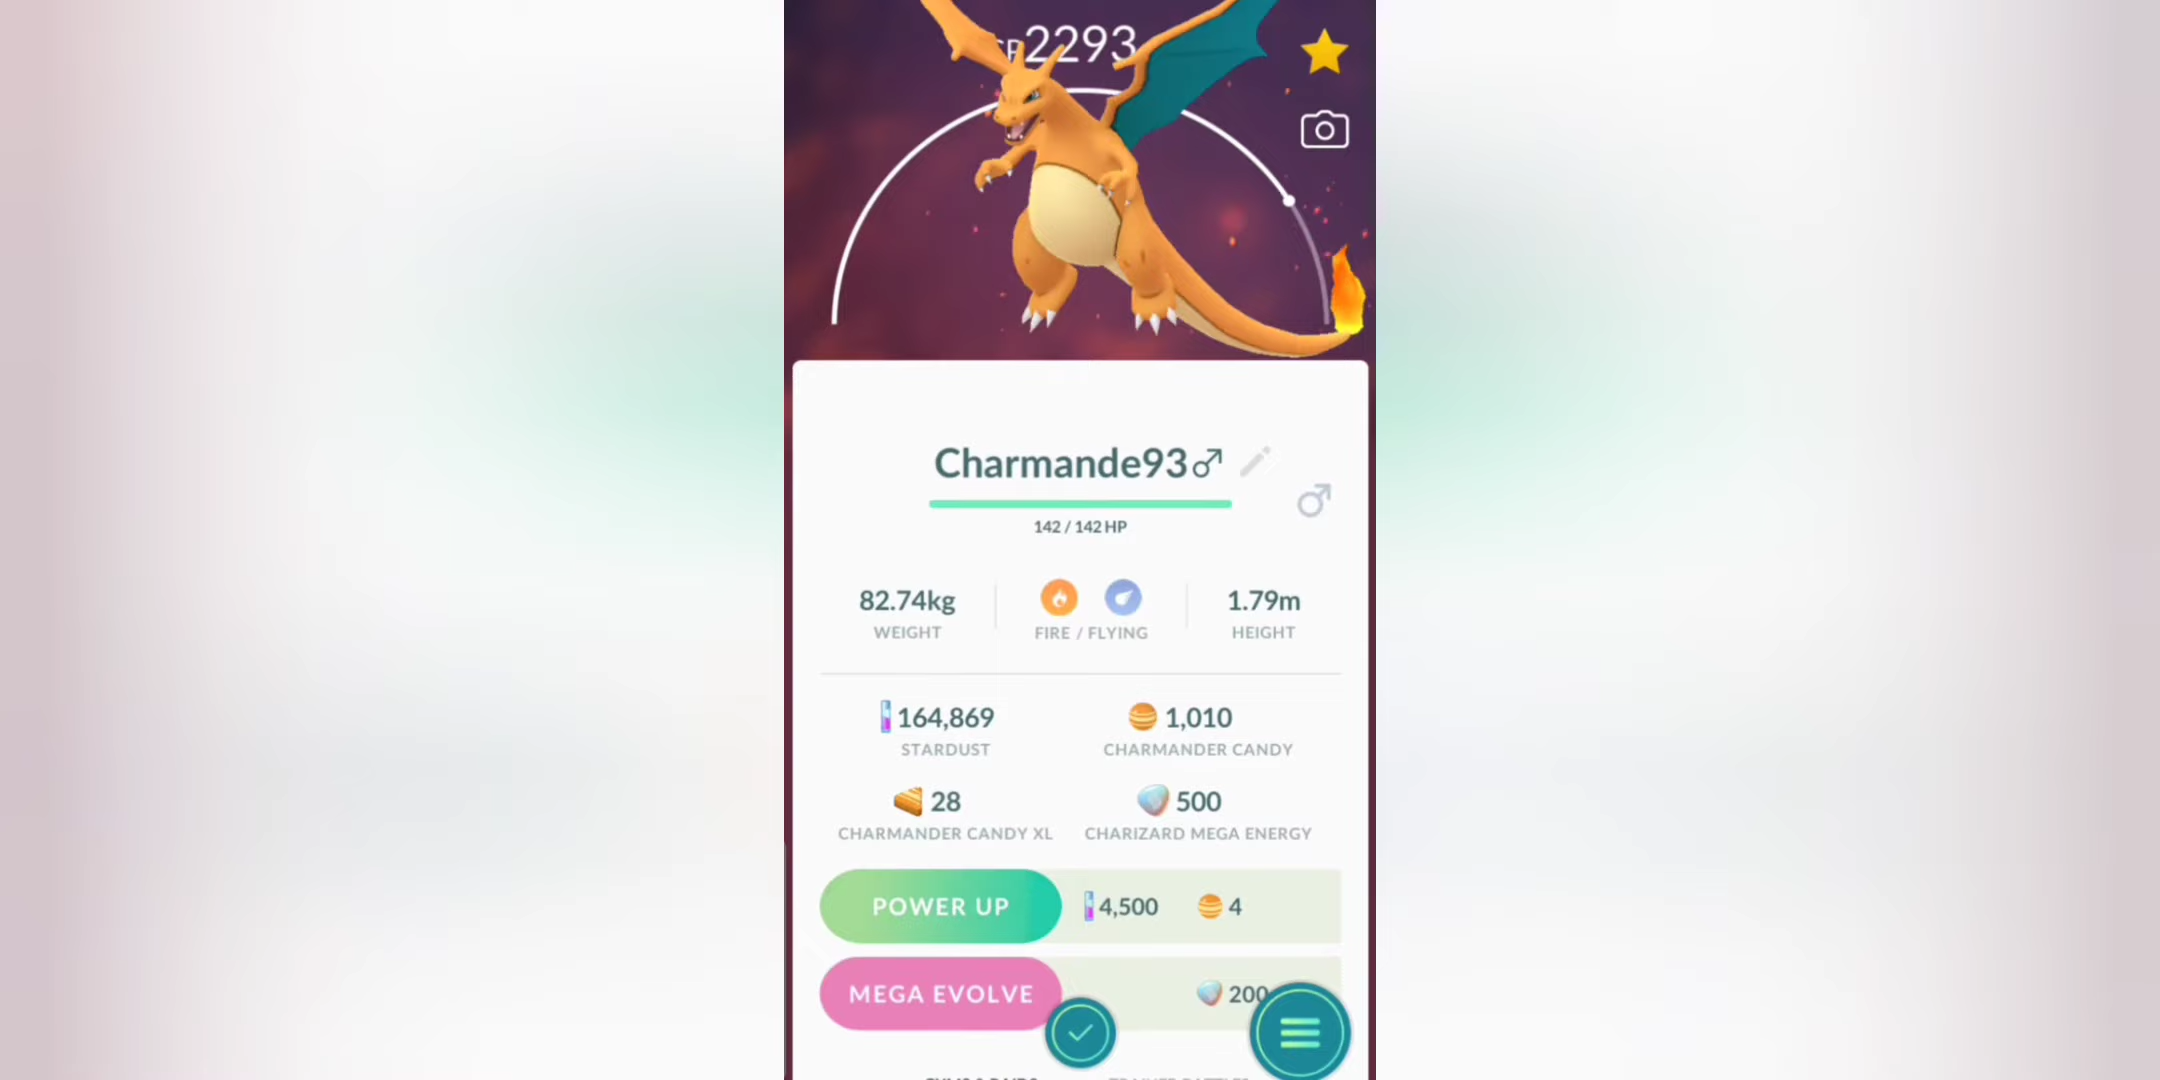 CP2293
Charmande93♂
142 / 142 HP
82.74kg
WEIGHT
FIRE / FLYING
1.79m
HEIGHT
164,869
STARDUST
1,010
CHARMANDER CANDY
28
CHARMANDER CANDY XL
500
CHARIZARD MEGA ENERGY
POWER UP
4,500
4
MEGA EVOLVE
200